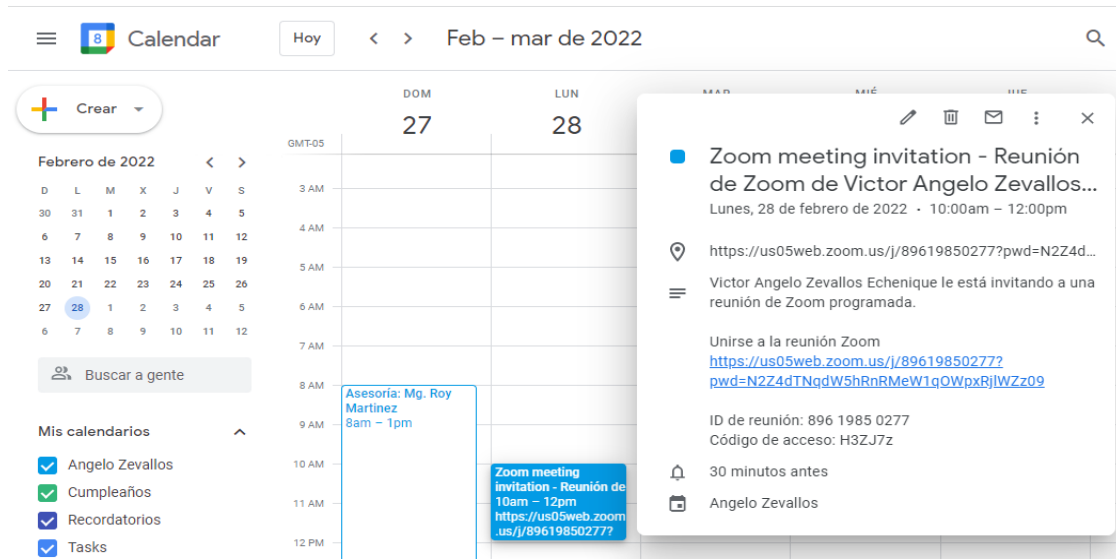 8
Calendar
Hoy
Feb – mar de 2022
Crear
Febrero de 2022
D L M X J V S
30 31 1 2 3 4 5
6 7 8 9 10 11 12
13 14 15 16 17 18 19
20 21 22 23 24 25 26
27 28 1 2 3 4 5
6 7 8 9 10 11 12
Buscar a gente
Mis calendarios
Angelo Zevallos
Cumpleaños
Recordatorios
Tasks
DOM LUN MAR MIÉ JUE
27 28
GMT-05
3 AM
4 AM
5 AM
6 AM
7 AM
8 AM
9 AM
10 AM
11 AM
12 PM
Asesoría: Mg. Roy
Martinez
8am – 1pm
Zoom meeting
invitation - Reunión de
10am – 12pm
https://us05web.zoom
.us/j/89619850277?
Zoom meeting invitation - Reunión
de Zoom de Victor Angelo Zevallos...
Lunes, 28 de febrero de 2022 · 10:00am – 12:00pm
https://us05web.zoom.us/j/89619850277?pwd=N2Z4d...
Victor Angelo Zevallos Echenique le está invitando a una
reunión de Zoom programada.
Unirse a la reunión Zoom
https://us05web.zoom.us/j/89619850277?
pwd=N2Z4dTNqdW5hRnRMeW1qOWpxRjlWZz09
ID de reunión: 896 1985 0277
Código de acceso: H3ZJ7z
30 minutos antes
Angelo Zevallos